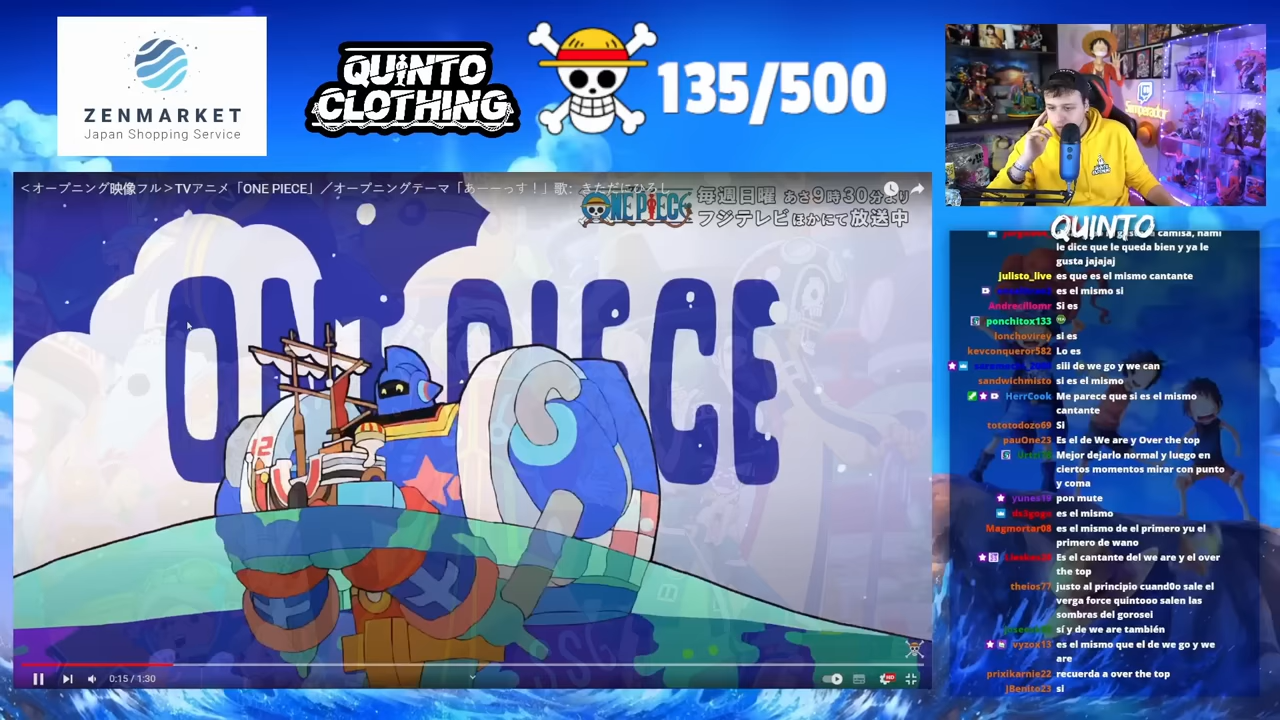 ZENMARKET
Japan Shopping Service
QUINTO
CLOTHING
135/500
＜オープニング映像フル＞TVアニメ「ONE PIECE」／オープニングテーマ「あーーっす！」歌：きただにひろし
ONE PIECE
毎週日曜 あさ9時30分より
フジテレビほかにて放送中
ONE PIECE
12
0:15 / 1:30
HD
QUINTO
camisa, nami
le dice que le queda bien y ya le
gusta jajajaj
julisto_live es que es el mismo cantante
es el mismo si
Andrecillomr Si es
ponchitox133
lonchovirey si es
kevconqueror582 Lo es
siii de we go y we can
sandwichmisto si es el mismo
HerrCook Me parece que si es el mismo
cantante
tototodozo69 Si
pauOne23 Es el de We are y Over the top
Mejor dejarlo normal y luego en
ciertos momentos mirar con punto
y coma
yunes19 pon mute
es el mismo
Magmortar08 es el mismo de el primero yu el
primero de wano
Es el cantante del we are y el over
the top
theios77 justo al principio cuand0o sale el
verga force quintooo salen las
sombras del gorosei
sí y de we are también
vyzox13 es el mismo que el de we go y we
are
prixikarnie22 recuerda a over the top
JBenito23 si